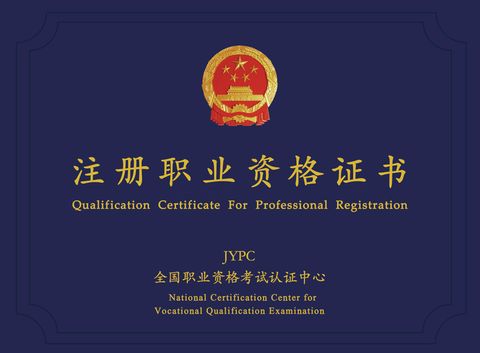 注册职业资格证书
Qualification Certificate For Professional Registration
JYPC
全国职业资格考试认证中心
National Certification Center for
Vocational Qualification Examination